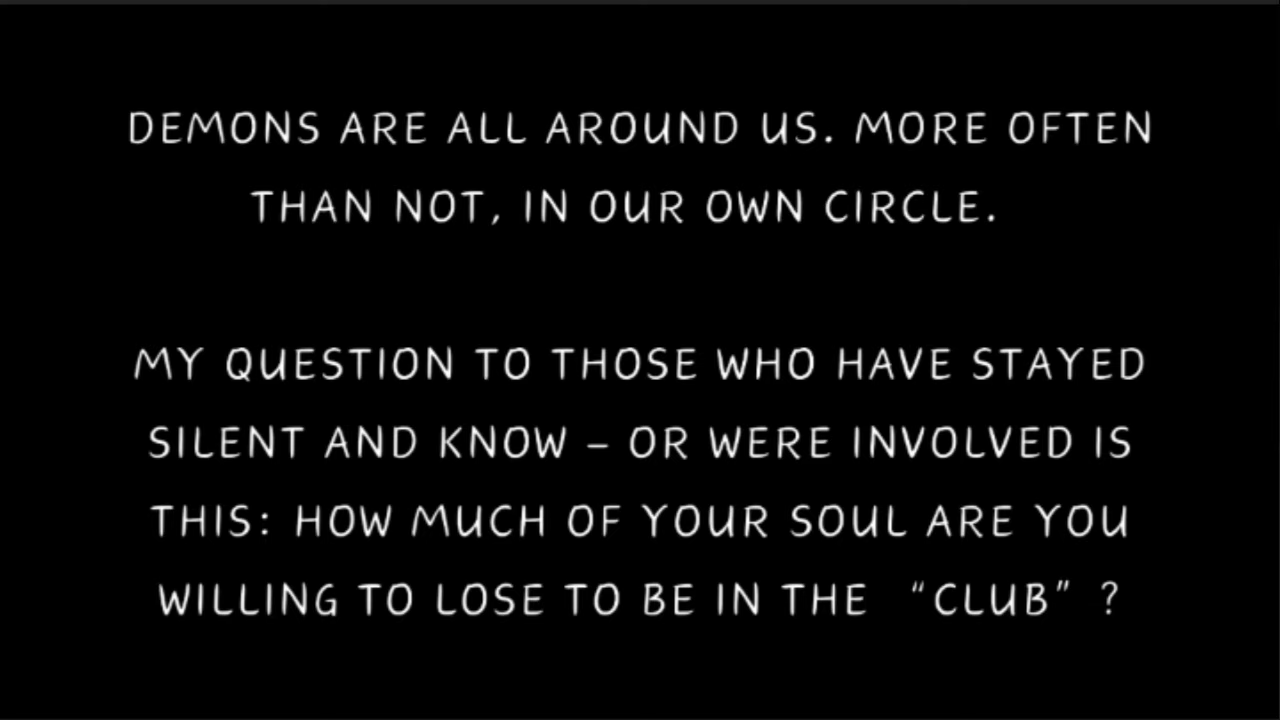 DEMONS ARE ALL AROUND US. MORE OFTEN
THAN NOT, IN OUR OWN CIRCLE.
MY QUESTION TO THOSE WHO HAVE STAYED
SILENT AND KNOW – OR WERE INVOLVED IS
THIS: HOW MUCH OF YOUR SOUL ARE YOU
WILLING TO LOSE TO BE IN THE “CLUB” ?